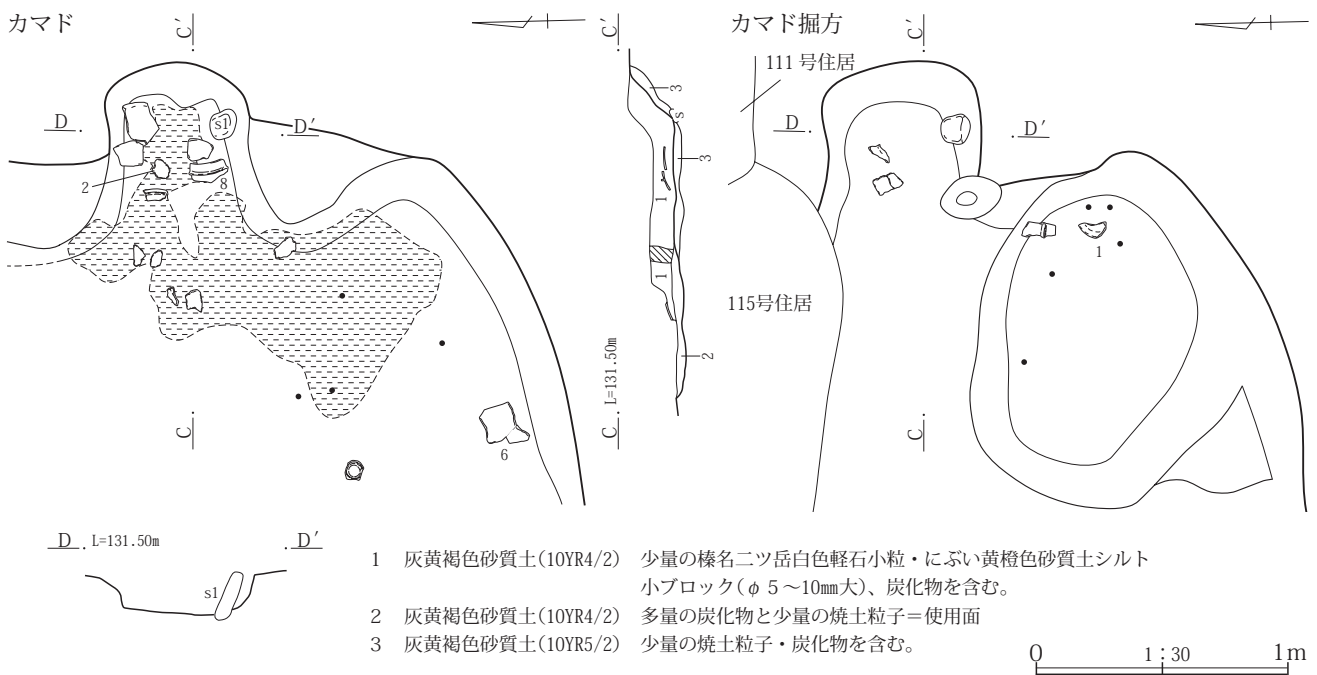 カマド
カマド掘方
C′
C′
C′
111 号住居
D
D′
s1
2
8
3
s
3
1
1
2
D
D′
1
115号住居
C
C L=131.50m
C
6
D L=131.50m D′
s1
1 灰黄褐色砂質土(10YR4/2) 少量の榛名二ツ岳白色軽石小粒・にぶい黄橙色砂質土シルト
小ブロック(φ 5～10㎜大)、炭化物を含む。
2 灰黄褐色砂質土(10YR4/2) 多量の炭化物と少量の焼土粒子＝使用面
3 灰黄褐色砂質土(10YR5/2) 少量の焼土粒子・炭化物を含む。
0 1：30 1m